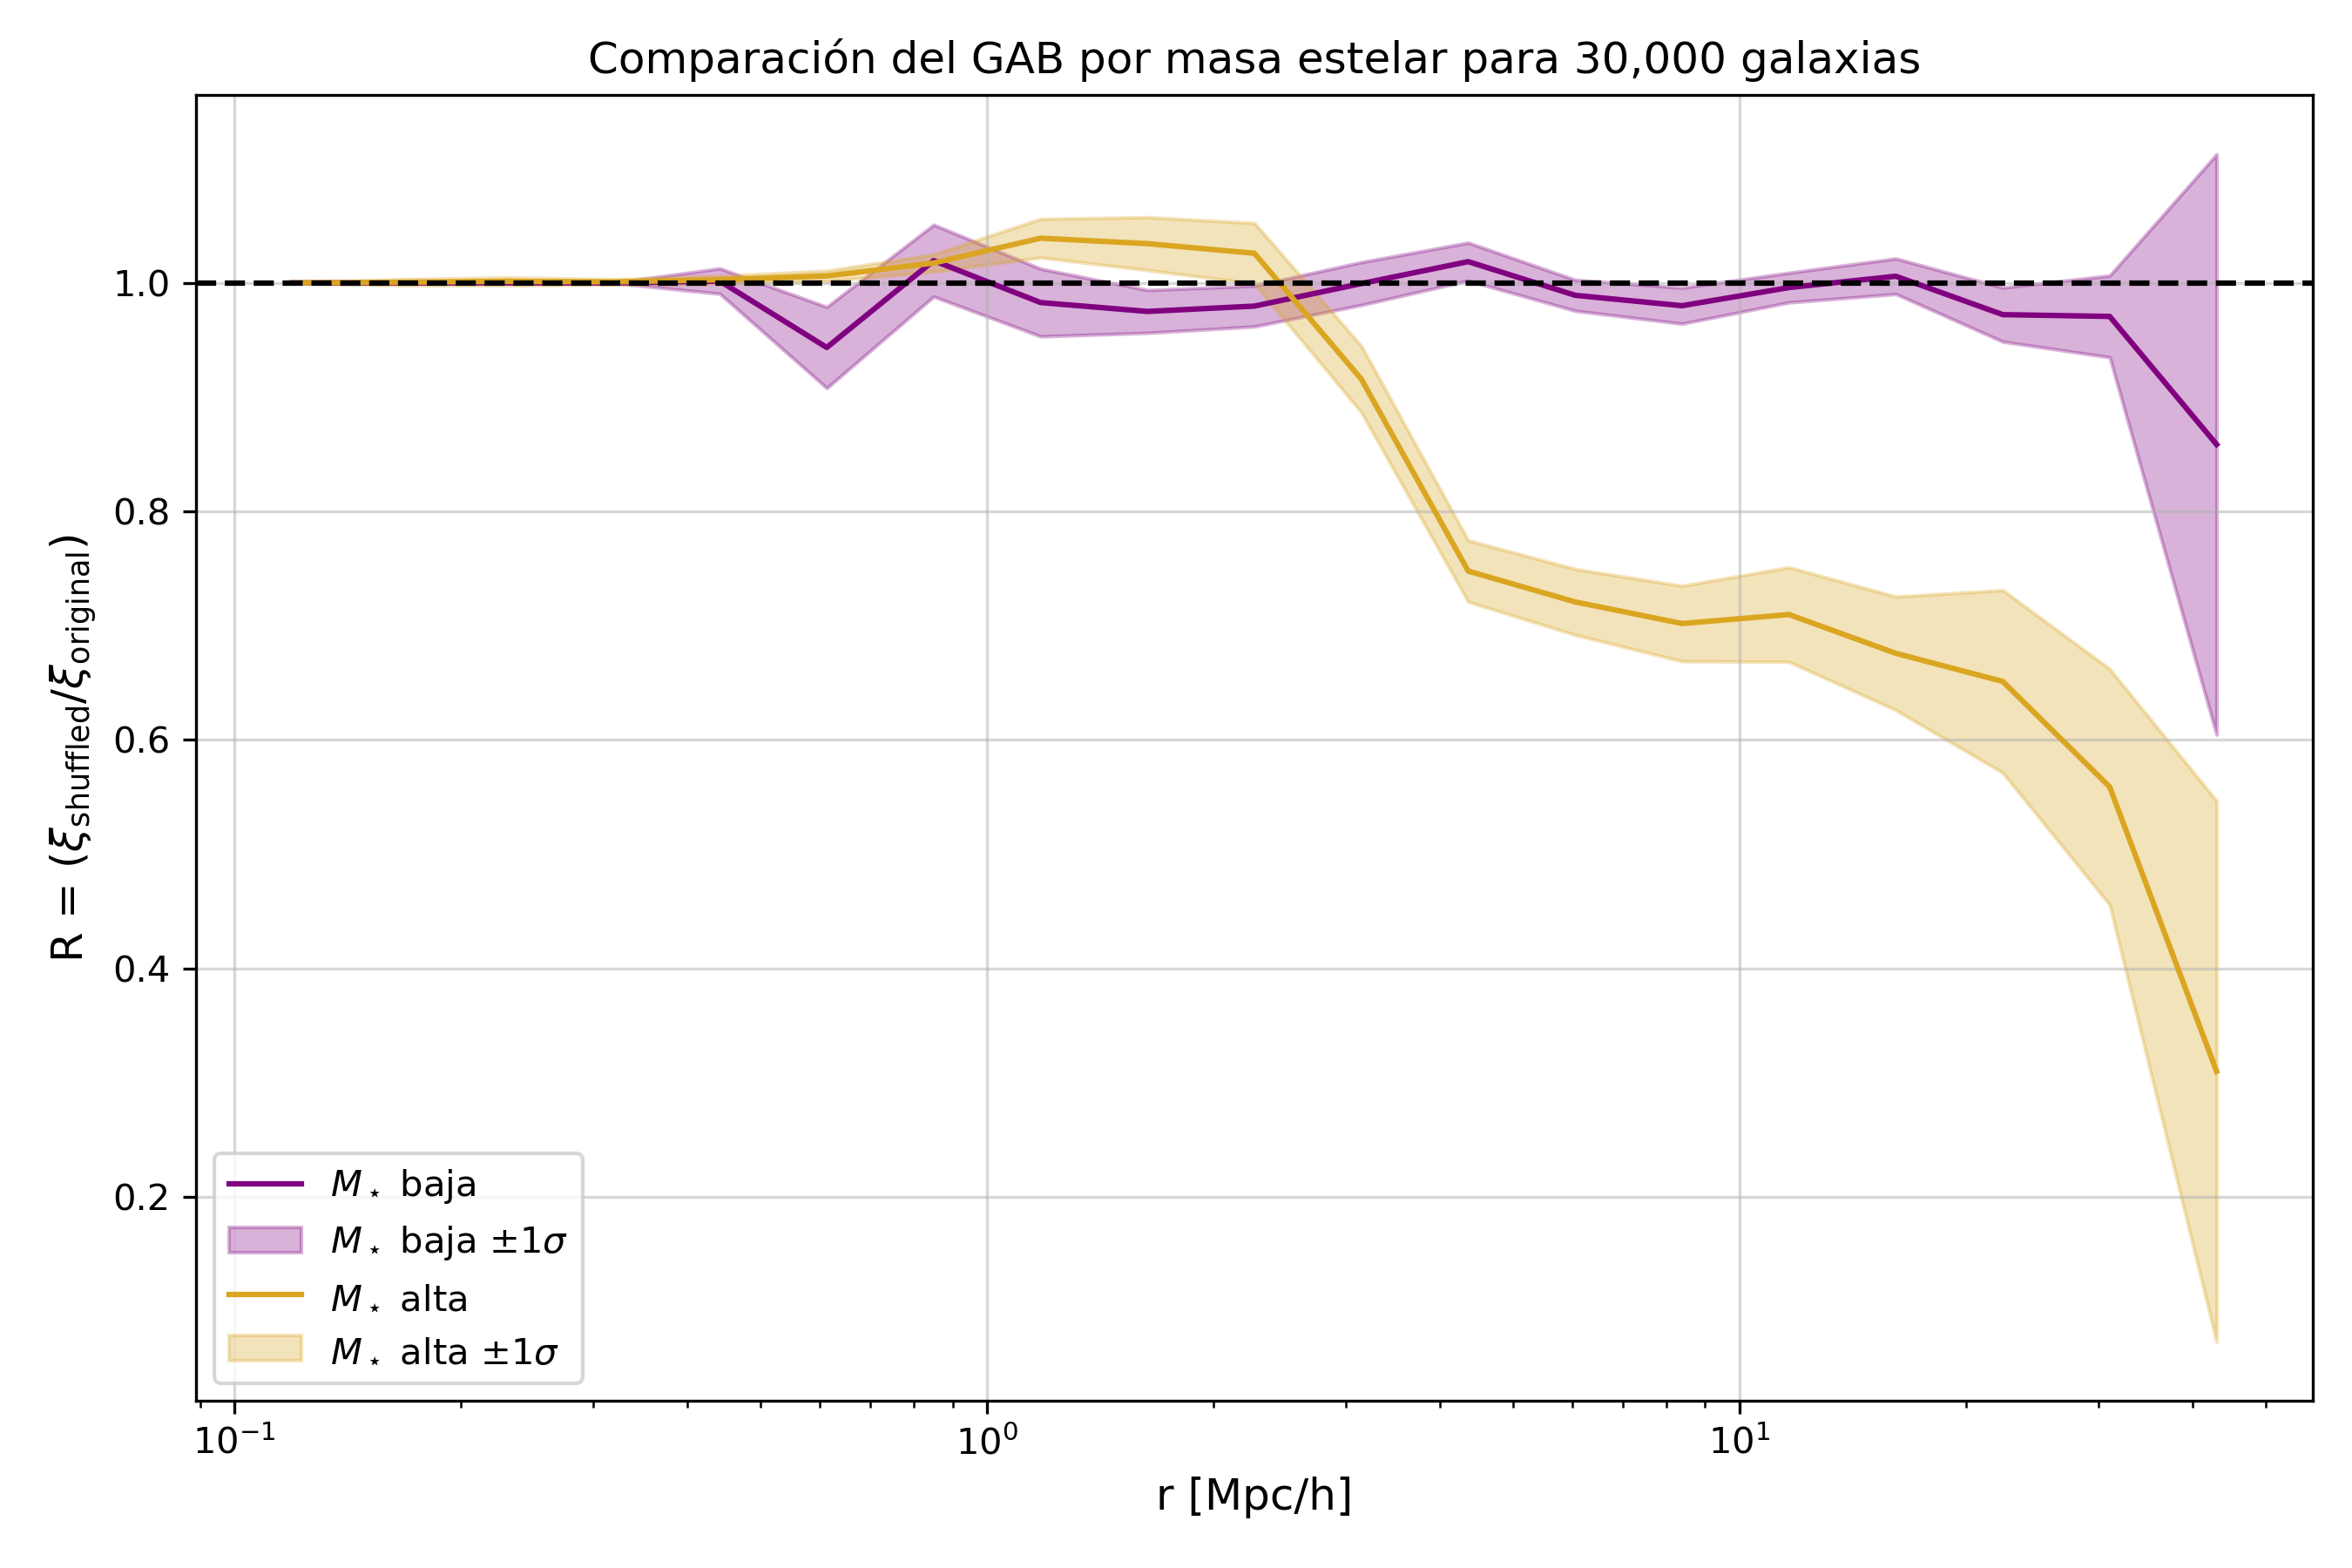 Comparación del GAB por masa estelar para 30,000 galaxias
R = (ξshuffled/ξoriginal)
1.0
0.8
0.6
0.4
0.2
M⋆ baja
M⋆ baja ±1σ
M⋆ alta
M⋆ alta ±1σ
10⁻¹ 10⁰ 10¹
r [Mpc/h]